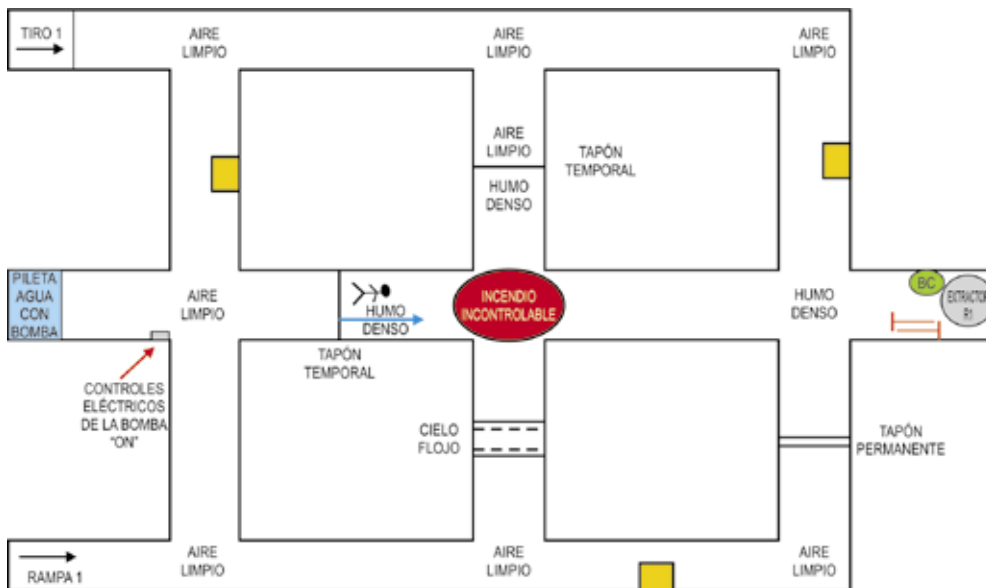 TIRO 1
AIRE
LIMPIO
AIRE
LIMPIO
AIRE
LIMPIO
AIRE
LIMPIO
TAPÓN
TEMPORAL
HUMO
DENSO
PILETA
AGUA
CON
BOMBA
AIRE
LIMPIO
HUMO
DENSO
INCENDIO
INCONTROLABLE
HUMO
DENSO
BC
EXTRACTOR
R1
TAPÓN
TEMPORAL
CONTROLES
ELÉCTRICOS
DE LA BOMBA
"ON"
CIELO
FLOJO
TAPÓN
PERMANENTE
RAMPA 1
AIRE
LIMPIO
AIRE
LIMPIO
AIRE
LIMPIO